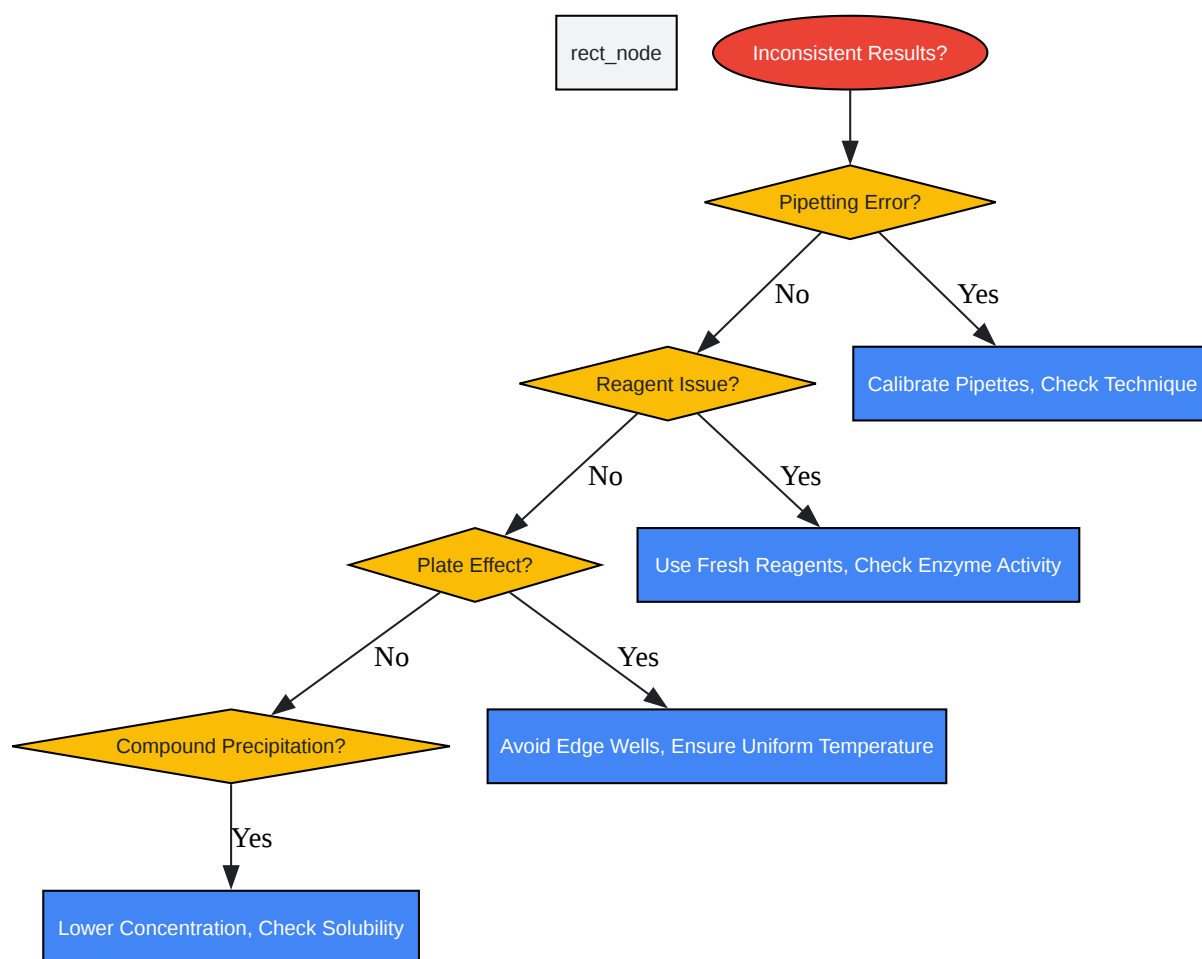 rect_node
Inconsistent Results?
Pipetting Error?
No
Yes
Reagent Issue?
Calibrate Pipettes, Check Technique
No
Yes
Plate Effect?
Use Fresh Reagents, Check Enzyme Activity
No
Yes
Compound Precipitation?
Avoid Edge Wells, Ensure Uniform Temperature
Yes
Lower Concentration, Check Solubility